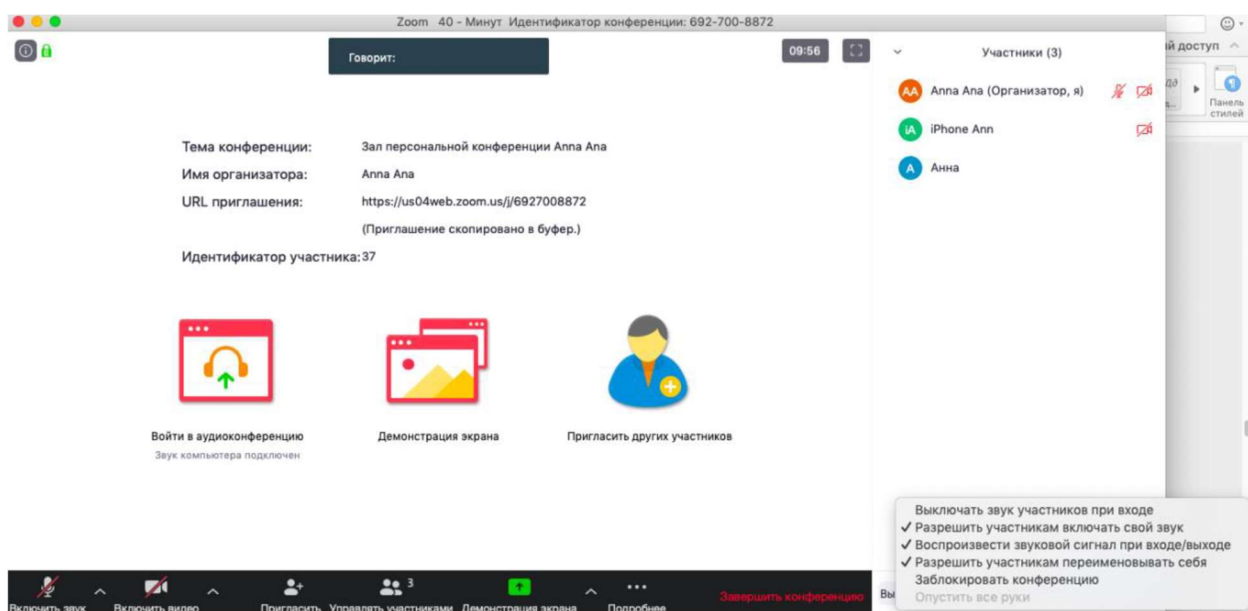 Zoom 40 - Минут Идентификатор конференции: 692-700-8872
Говорит:
09:56
Участники (3)
й доступ
AA Anna Ana (Организатор, я)
iA iPhone Ann
А Анна
Панель
стилей
Тема конференции: Зал персональной конференции Anna Ana
Имя организатора: Anna Ana
URL приглашения: https://us04web.zoom.us/j/6927008872
(Приглашение скопировано в буфер.)
Идентификатор участника: 37
Войти в аудиоконференцию
Звук компьютера подключен
Демонстрация экрана
Пригласить других участников
Выключать звук участников при входе
✓ Разрешить участникам включать свой звук
✓ Воспроизвести звуковой сигнал при входе/выходе
✓ Разрешить участникам переименовывать себя
Заблокировать конференцию
Опустить все руки
Вы
3
Включить звук Включить видео Пригласить Управлять участниками Демонстрация экрана Подробнее Завершить конференцию